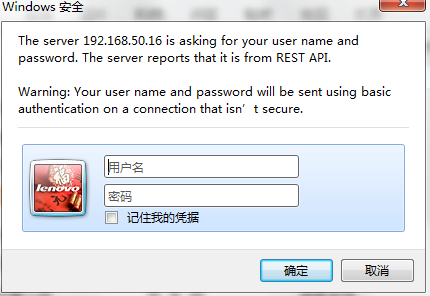 Windows 安全
The server 192.168.50.16 is asking for your user name and
password. The server reports that it is from REST API.
Warning: Your user name and password will be sent using basic
authentication on a connection that isn't secure.
用户名
lenovo
密码
记住我的凭据
确定
取消